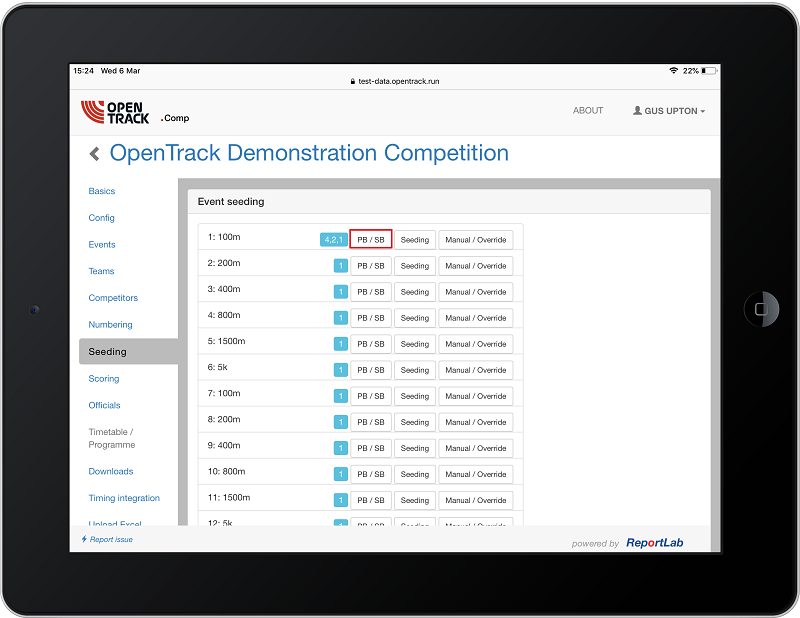 15:24 Wed 6 Mar
22%
test-data.opentrack.run
OPEN
TRACK .Comp
ABOUT
GUS UPTON
OpenTrack Demonstration Competition
Basics
Config
Events
Teams
Competitors
Numbering
Seeding
Scoring
Officials
Timetable /
Programme
Downloads
Timing integration
Upload Excel
Event seeding
1: 100m 4,2,1 PB / SB Seeding Manual / Override
2: 200m 1 PB / SB Seeding Manual / Override
3: 400m 1 PB / SB Seeding Manual / Override
4: 800m 1 PB / SB Seeding Manual / Override
5: 1500m 1 PB / SB Seeding Manual / Override
6: 5k 1 PB / SB Seeding Manual / Override
7: 100m 1 PB / SB Seeding Manual / Override
8: 200m 1 PB / SB Seeding Manual / Override
9: 400m 1 PB / SB Seeding Manual / Override
10: 800m 1 PB / SB Seeding Manual / Override
11: 1500m 1 PB / SB Seeding Manual / Override
12: 5k 1 PB / SB Seeding Manual / Override
Report issue
powered by ReportLab